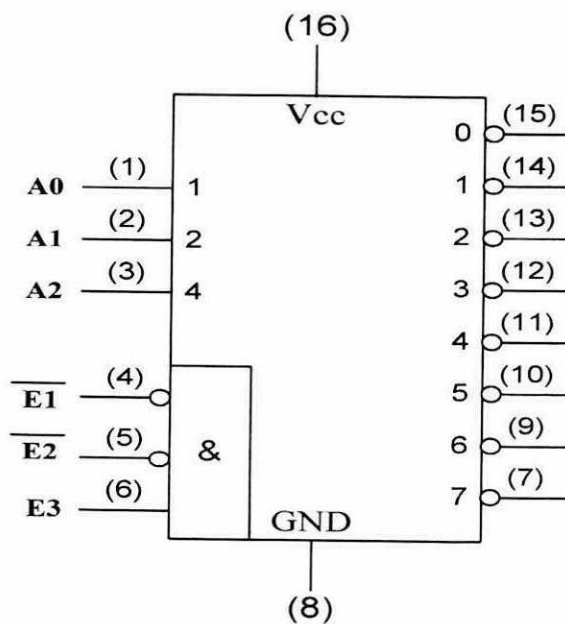 (16)
Vcc
0 (15)
A0 (1) 1
1 (14)
A1 (2) 2
2 (13)
A2 (3) 4
3 (12)
4 (11)
E1 (4)
5 (10)
E2 (5)
&
6 (9)
E3 (6)
7 (7)
GND
(8)